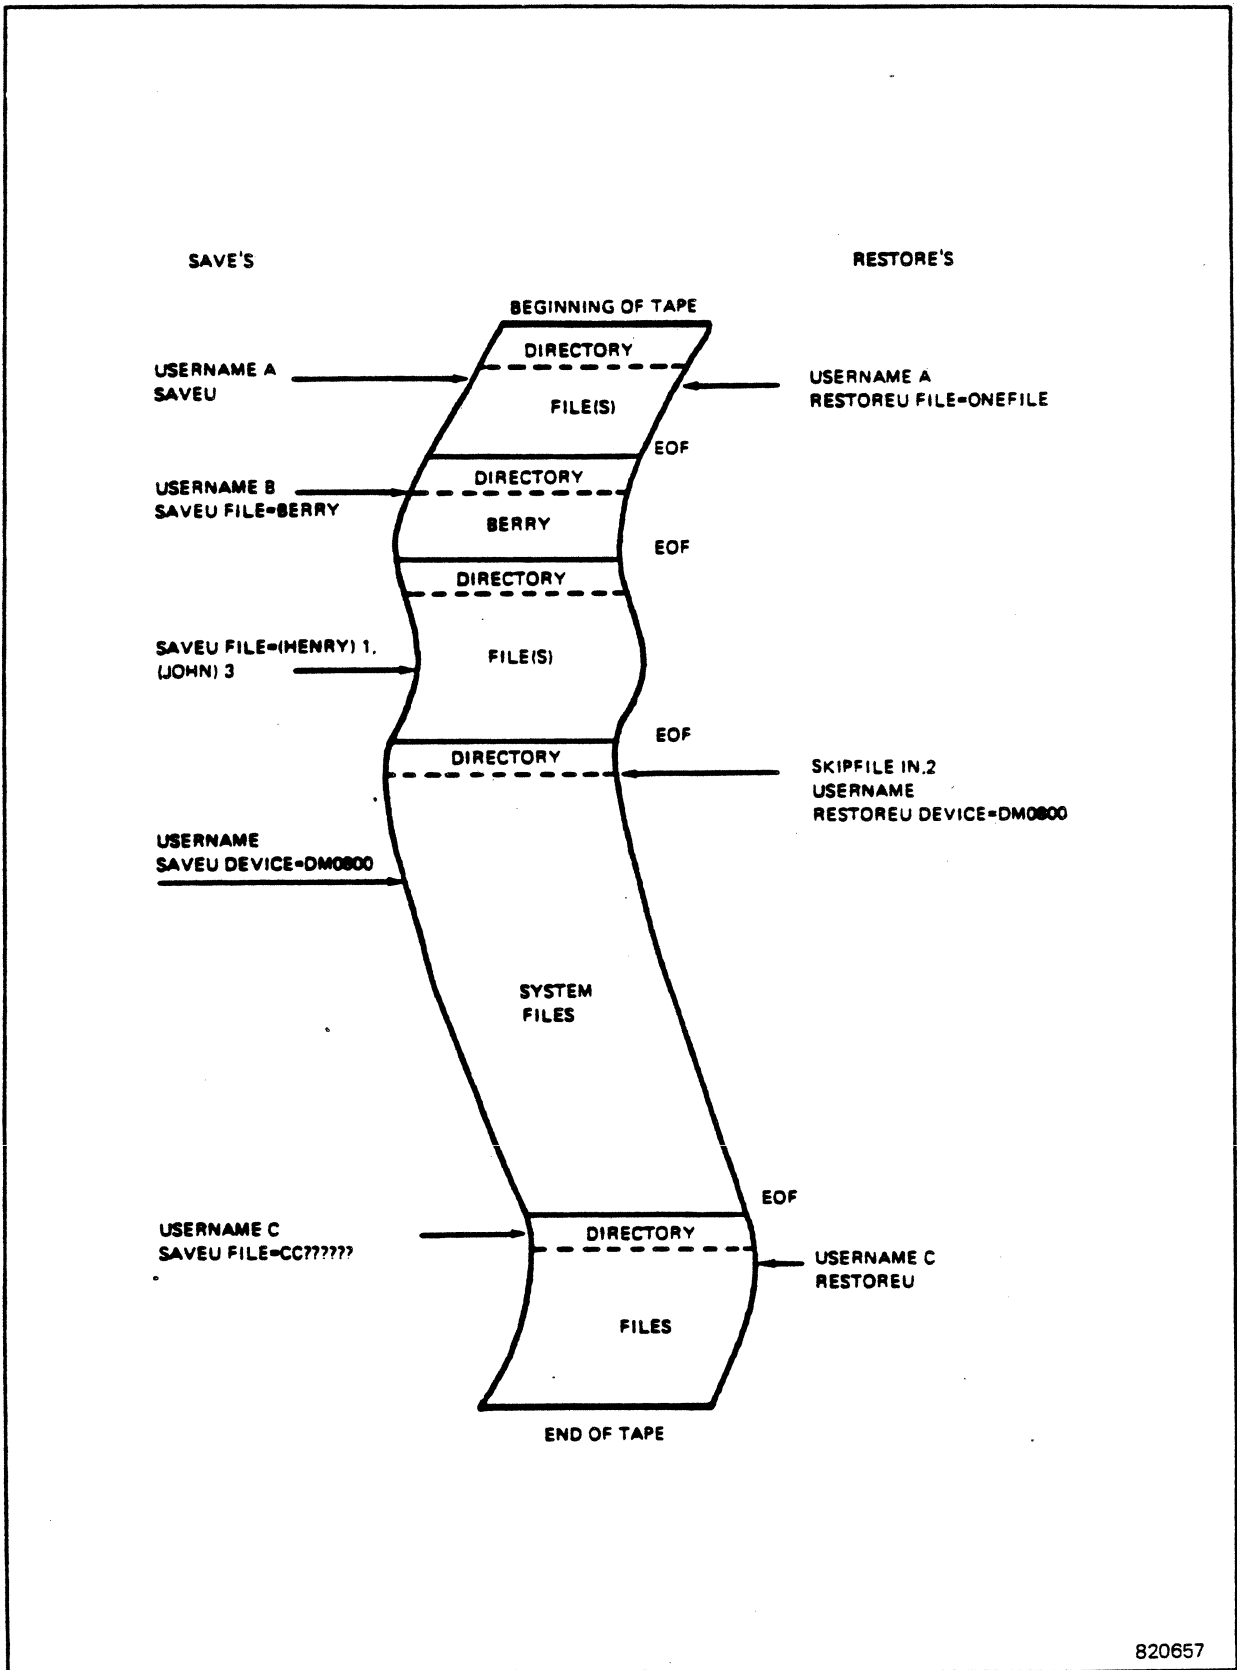 SAVE'S
RESTORE'S
BEGINNING OF TAPE
DIRECTORY
USERNAME A
SAVEU
USERNAME A
RESTOREU FILE=ONEFILE
FILE(S)
EOF
DIRECTORY
USERNAME B
SAVEU FILE=BERRY
BERRY
EOF
DIRECTORY
SAVEU FILE=(HENRY) 1,
(JOHN) 3
FILE(S)
EOF
DIRECTORY
SKIPFILE IN,2
USERNAME
RESTOREU DEVICE=DM0800
USERNAME
SAVEU DEVICE=DM0800
SYSTEM
FILES
EOF
USERNAME C
SAVEU FILE=CC??????
DIRECTORY
USERNAME C
RESTOREU
FILES
END OF TAPE
820657